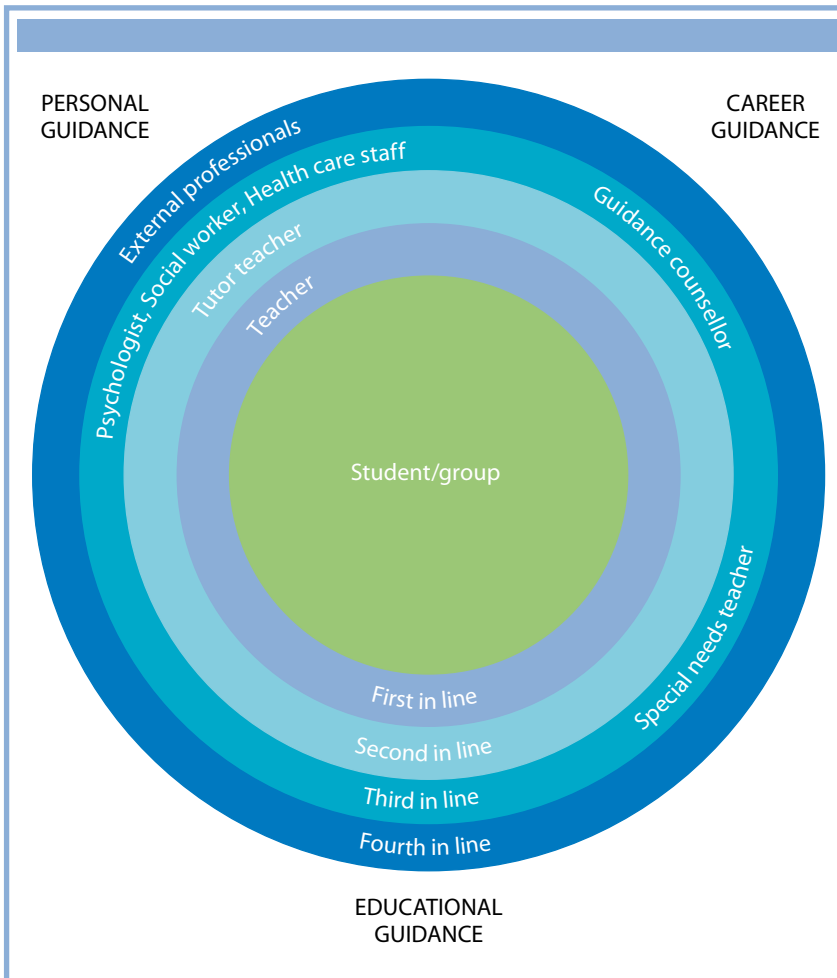 PERSONAL
GUIDANCE
CAREER
GUIDANCE
External professionals
Psychologist, Social worker, Health care staff
Guidance counsellor
Tutor teacher
Teacher
Student/group
Special needs teacher
First in line
Second in line
Third in line
Fourth in line
EDUCATIONAL
GUIDANCE